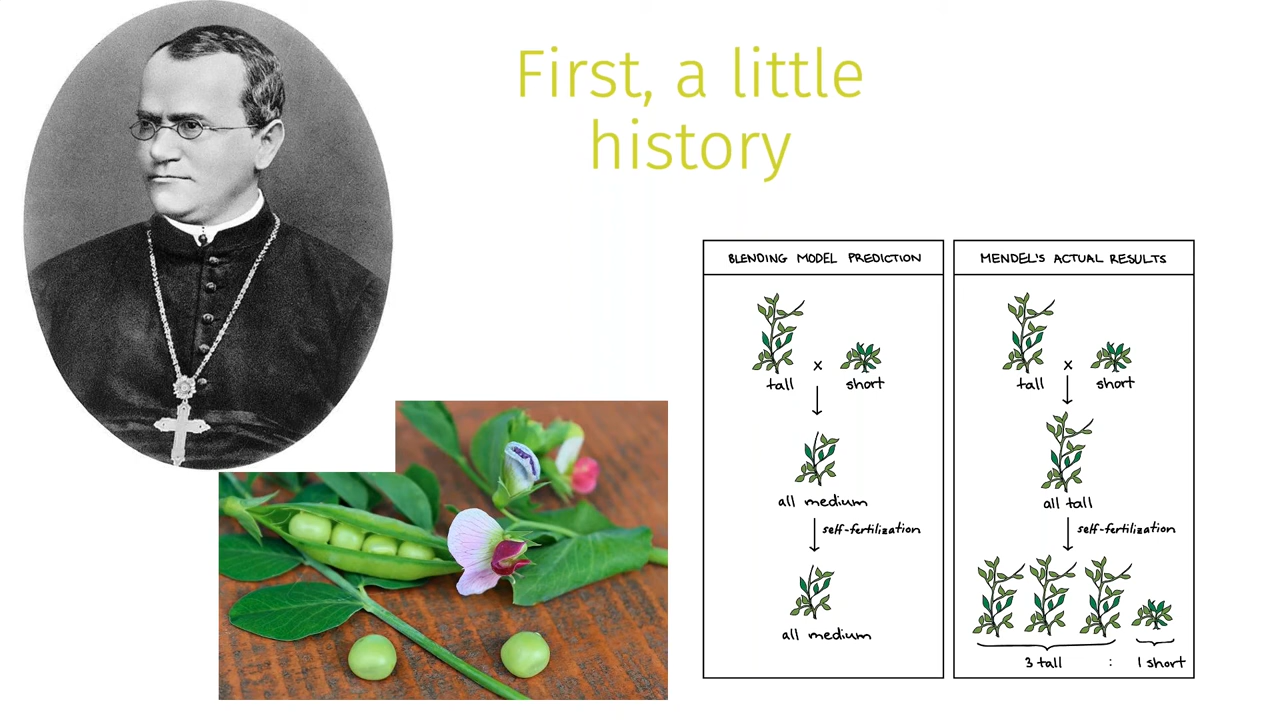 First, a little
history
BLENDING MODEL PREDICTION
tall x short
all medium
self-fertilization
all medium
MENDEL'S ACTUAL RESULTS
tall x short
all tall
self-fertilization
3 tall : 1 short